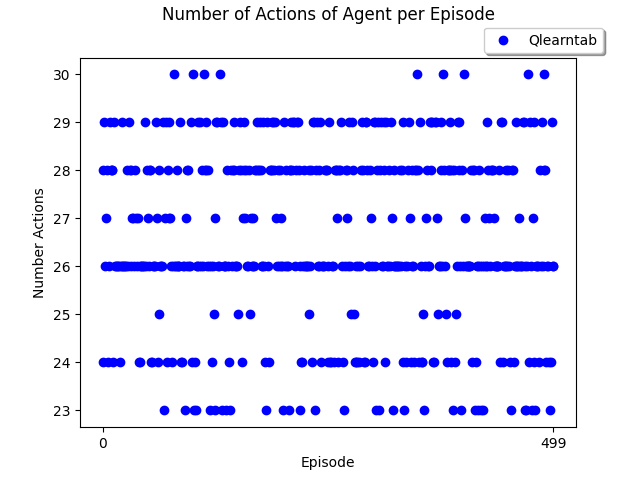 Number of Actions of Agent per Episode
Qlearntab
30
29
28
27
26
25
24
23
Number Actions
0 499
Episode